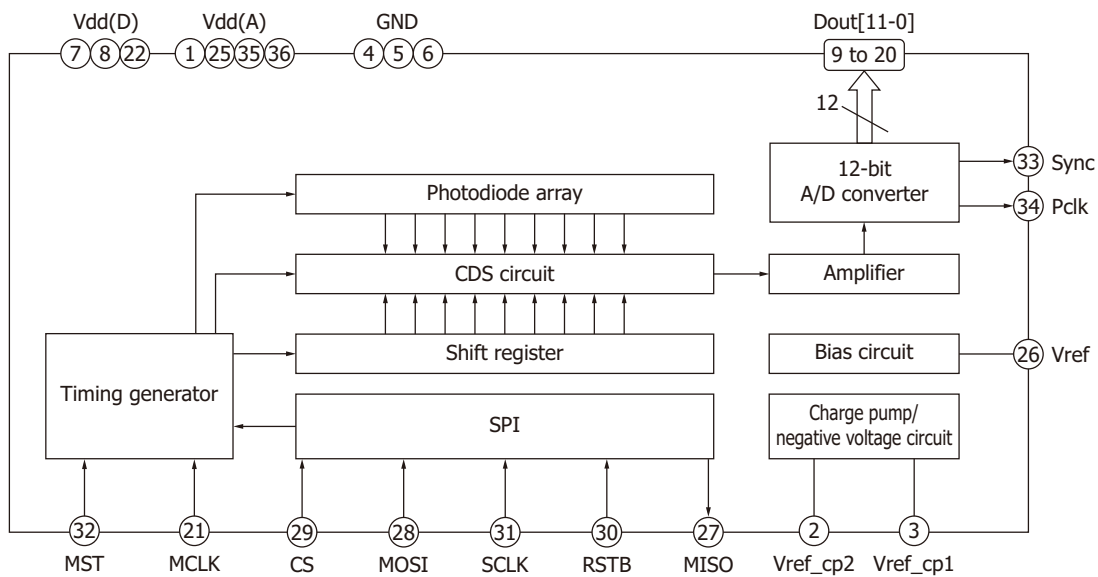 Vdd(D)
Vdd(A)
GND
Dout[11-0]
7
8
22
1
25
35
36
4
5
6
9 to 20
12
12-bit
A/D converter
33
Sync
34
Pclk
Photodiode array
CDS circuit
Amplifier
Shift register
Bias circuit
26
Vref
Timing generator
SPI
Charge pump/
negative voltage circuit
32
21
29
28
31
30
27
2
3
MST
MCLK
CS
MOSI
SCLK
RSTB
MISO
Vref_cp2
Vref_cp1